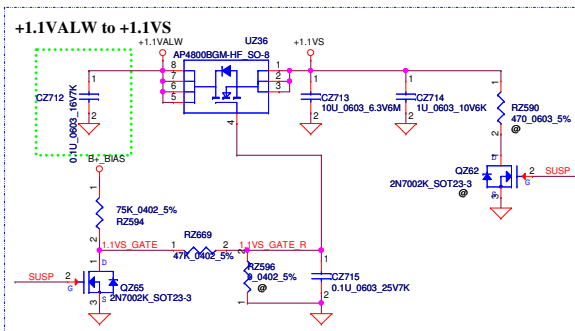 +1.1VALW to +1.1VS
+1.1VALW
UZ36
AP4800BGM-HF_SO-8
+1.1VS
8
7
6
5
1
2
3
4
CZ712
0.1U_0603_16V7K
1
2
1
2
CZ713
10U_0603_6.3V6M
1
2
CZ714
1U_0603_10V6K
1
2
RZ590
470_0603_5%
@
D
QZ62
2N7002K_SOT23-3
@
1
2
G
S
3
SUSP
B+_BIAS
1
2
75K_0402_5%
RZ594
1.1VS_GATE
RZ669
1
2
47K_0402_5%
1.1VS_GATE_R
RZ596
0_0402_5%
@
2
1
1
2
CZ715
0.1U_0603_25V7K
SUSP
2
G
1
D
S
3
QZ65
2N7002K_SOT23-3